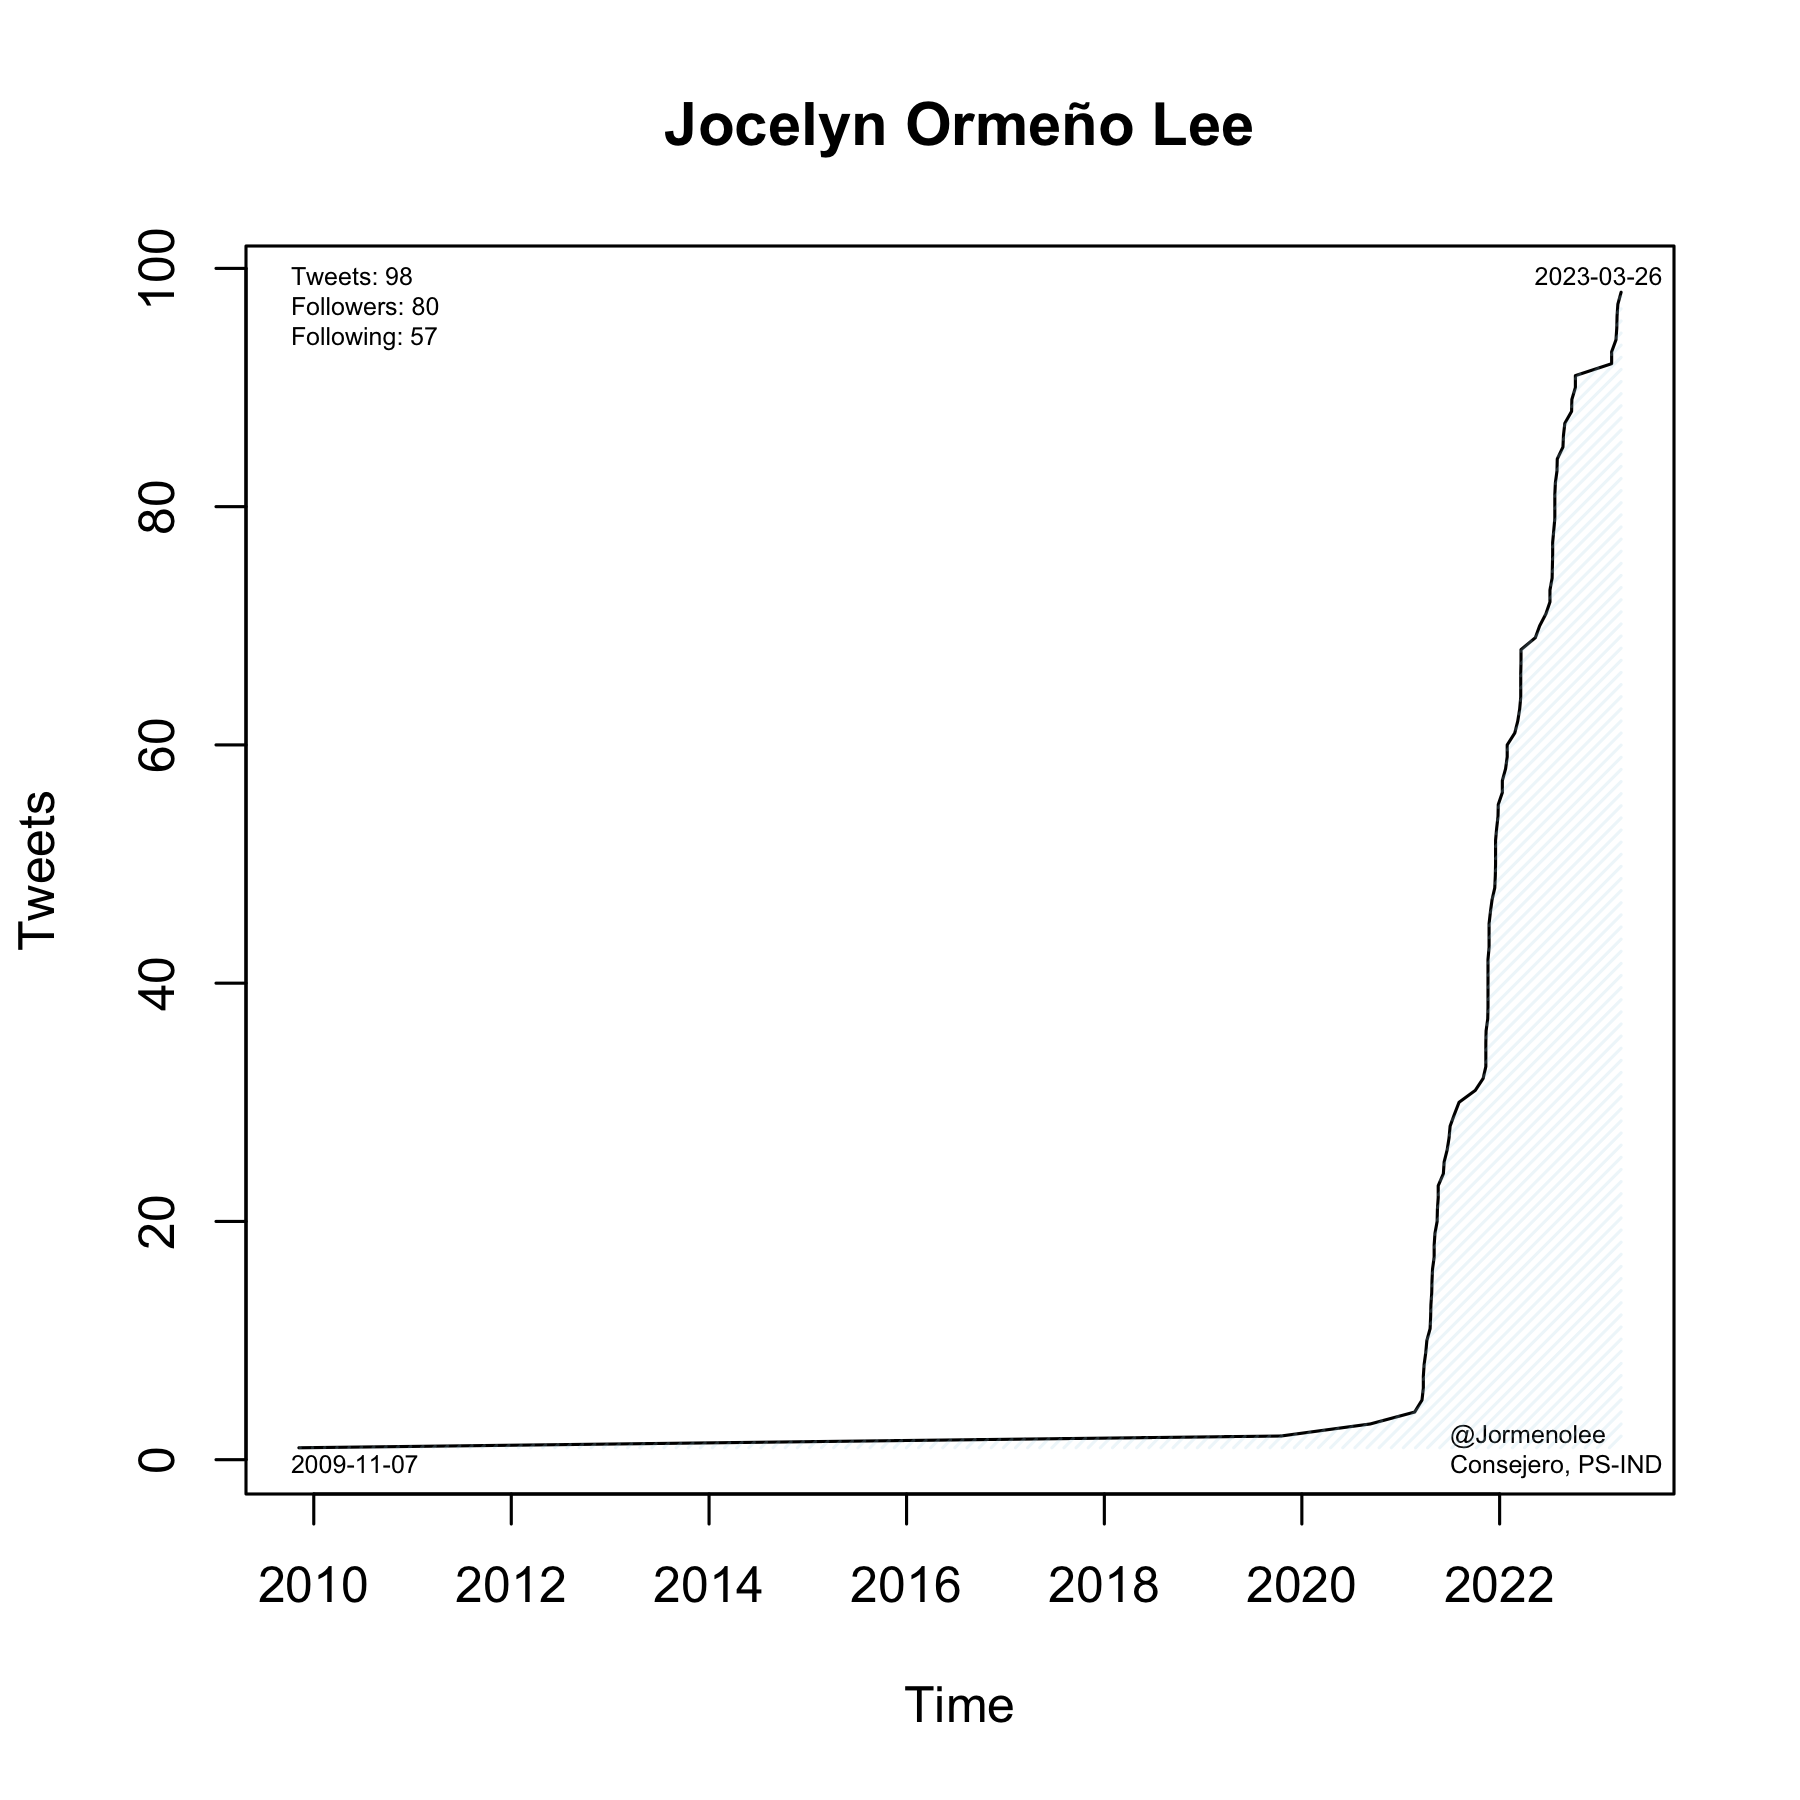 Jocelyn Ormeño Lee
Tweets: 98
Followers: 80
Following: 57
2023-03-26
100
80
60
40
20
0
Tweets
@Jormenolee
Consejero, PS-IND
2009-11-07
2010 2012 2014 2016 2018 2020 2022
Time